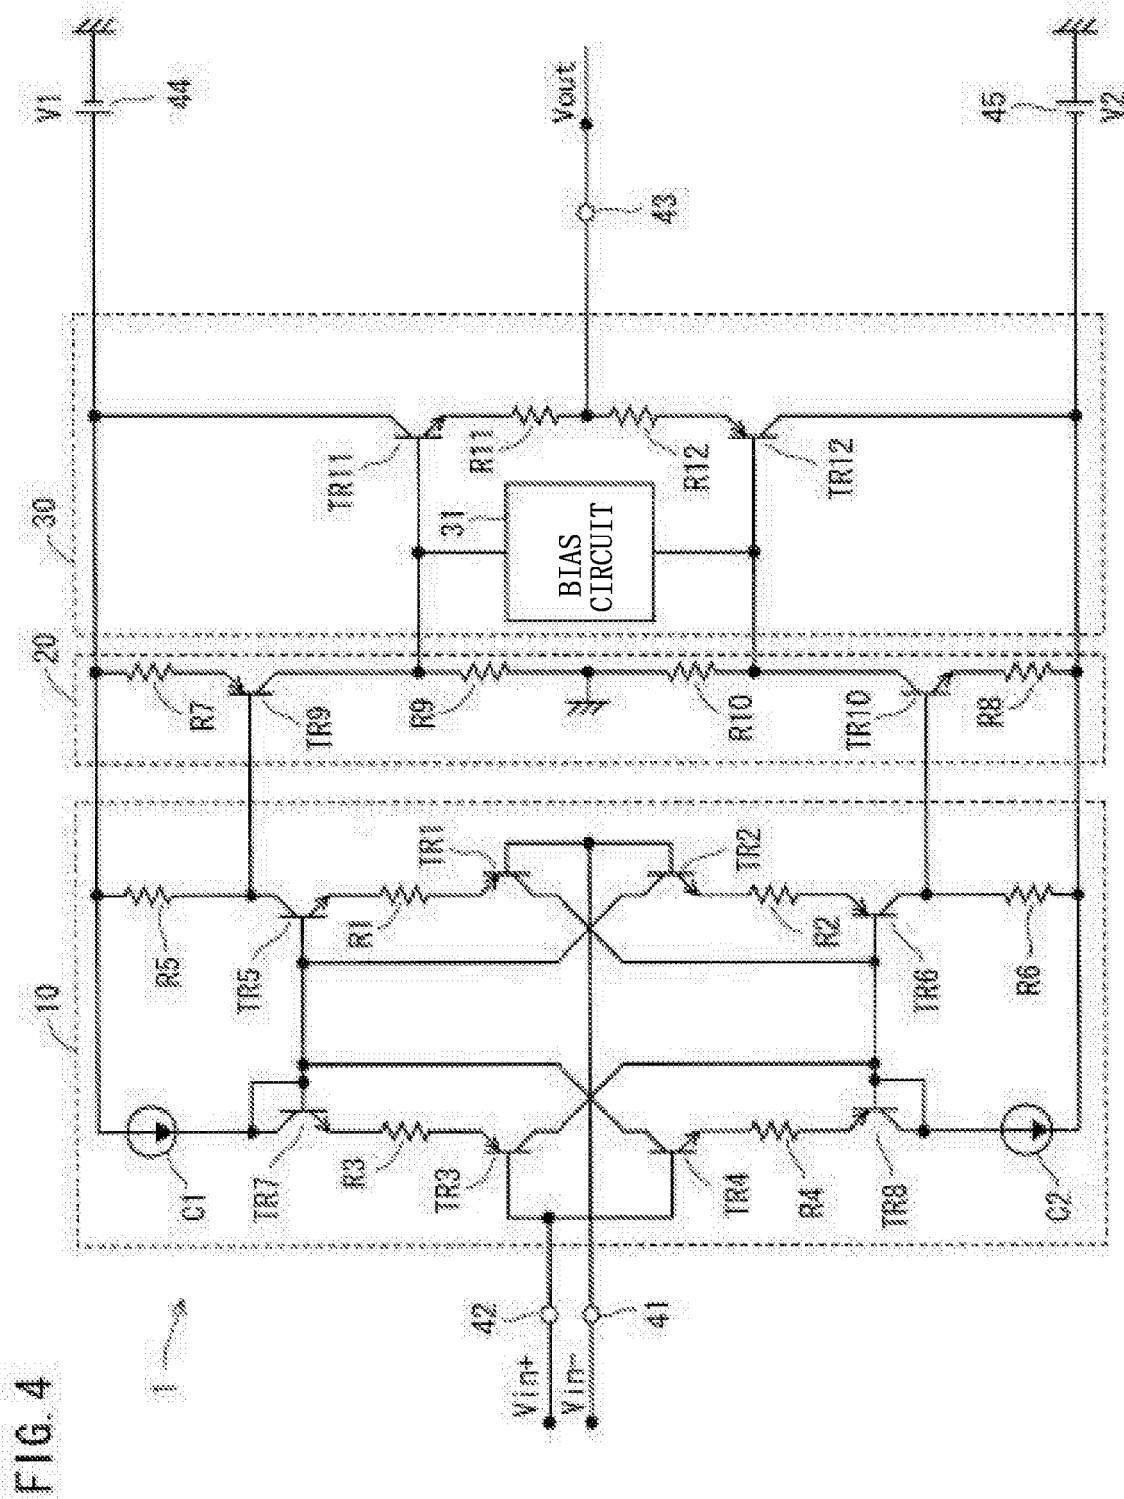 FIG. 4
1
10
20
30
V1
44
C1
R5
R7
TR7
TR5
TR9
TR11
R3
R1
R9
31
R11
TR3
TR1
Vin+
42
BIAS
CIRCUIT
Vout
43
Vin-
41
TR4
TR2
R10
R12
R4
R2
TR8
TR6
TR10
TR12
C2
R6
R8
45
V2